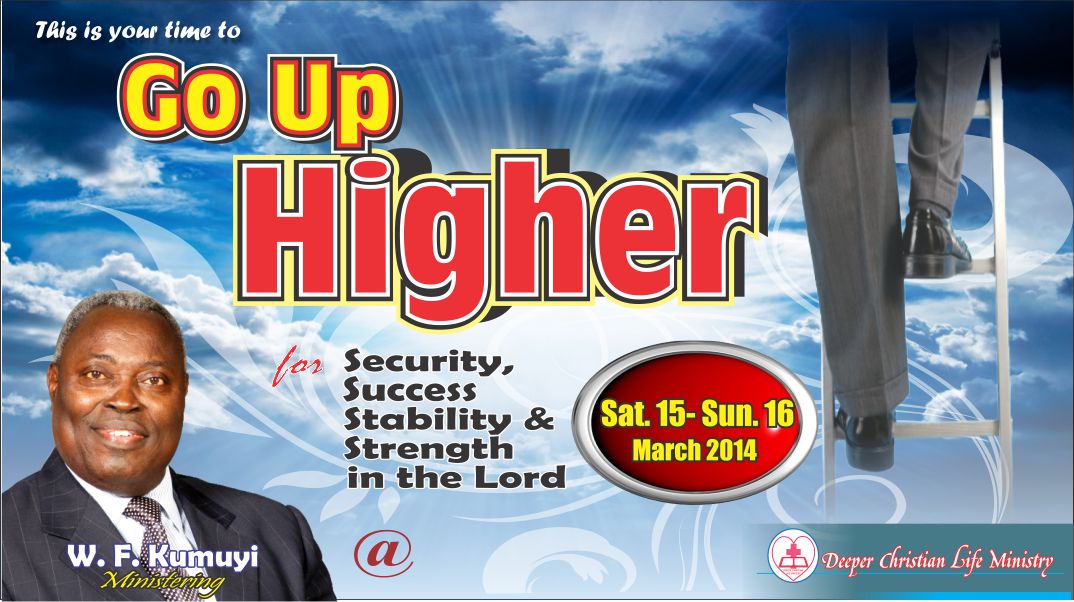 This is your time to
Go Up
Higher
for Security,
Success
Stability &
Strength
in the Lord
Sat. 15- Sun. 16
March 2014
W. F. Kumuyi
Ministering
@
Deeper Christian Life Ministry